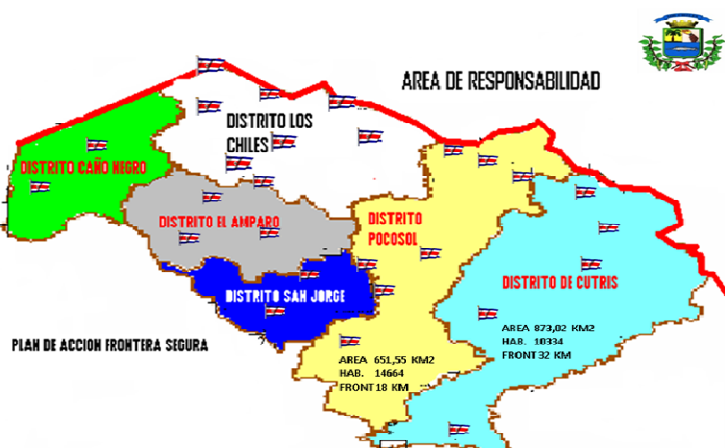 AREA DE RESPONSABILIDAD
DISTRITO LOS
CHILES
DISTRITO CAÑO NEGRO
DISTRITO EL AMPARO
DISTRITO
POCOSOL
DISTRITO DE CUTRIS
DISTRITO SAN JORGE
AREA 873,02 KM2
HAB. 10334
FRONT 32 KM
PLAN DE ACCION FRONTERA SEGURA
AREA 651,55 KM2
HAB. 14664
FRONT 18 KM